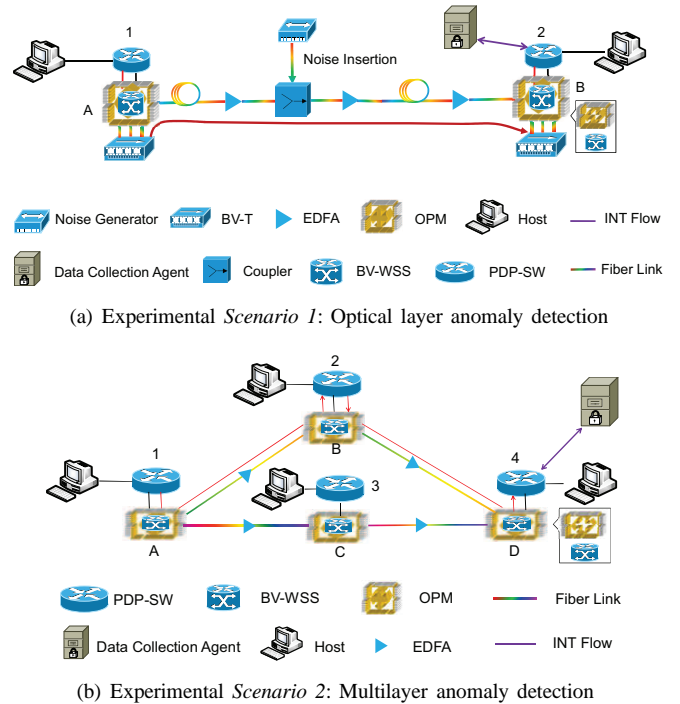 1
2
Noise Insertion
A
B
Noise Generator BV-T EDFA OPM Host INT Flow
Data Collection Agent Coupler BV-WSS PDP-SW Fiber Link
(a) Experimental Scenario 1: Optical layer anomaly detection
2
B
1
4
3
A
C
D
PDP-SW BV-WSS OPM Fiber Link
Data Collection Agent Host EDFA INT Flow
(b) Experimental Scenario 2: Multilayer anomaly detection